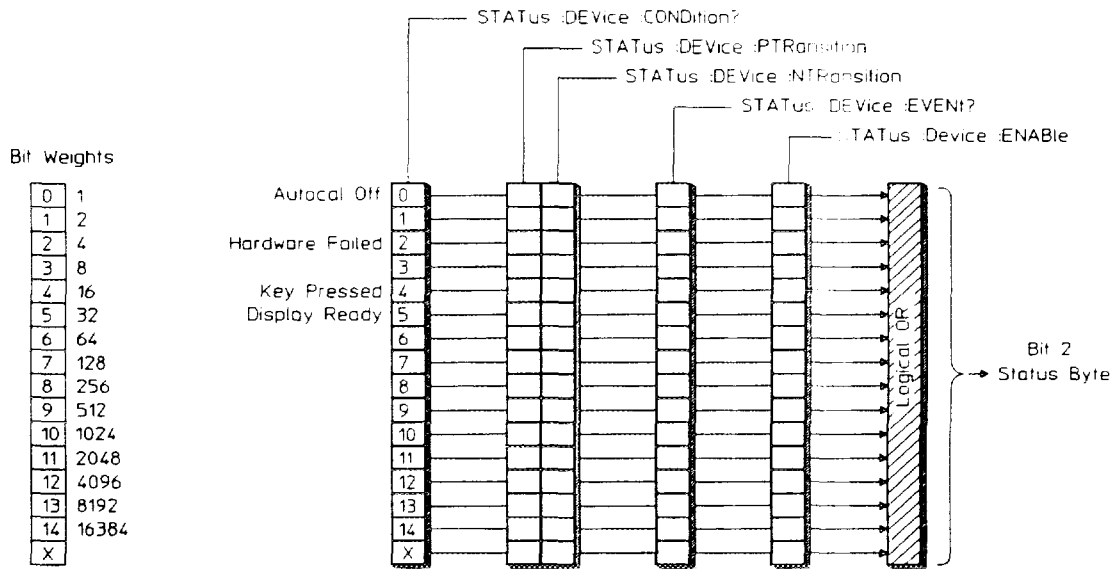 STATus :DEVice :CONDition?
STATus :DEVice :PTRansition
STATus :DEVice :NTRansition
STATus :DEVice :EVENt?
:Device :ENABle
Bit Weights
0 1
1 2
2 4
3 8
4 16
5 32
6 64
7 128
8 256
9 512
10 1024
11 2048
12 4096
13 8192
14 16384
X
Autocal Off 0
1
Hardware Failed 2
3
Key Pressed 4
Display Ready 5
6
7
8
9
10
11
12
13
14
X
Logical OR
Bit 2
Status Byte